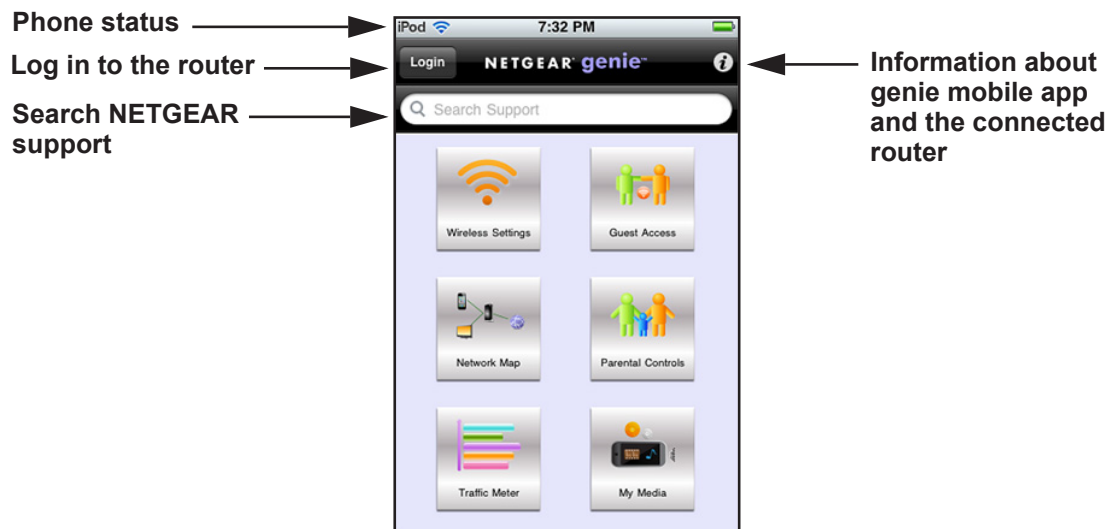 Phone status
Log in to the router
Search NETGEAR
support
iPod 7:32 PM
Login NETGEAR® genie™
Search Support
Information about
genie mobile app
and the connected
router
Wireless Settings Guest Access
Network Map Parental Controls
Traffic Meter My Media